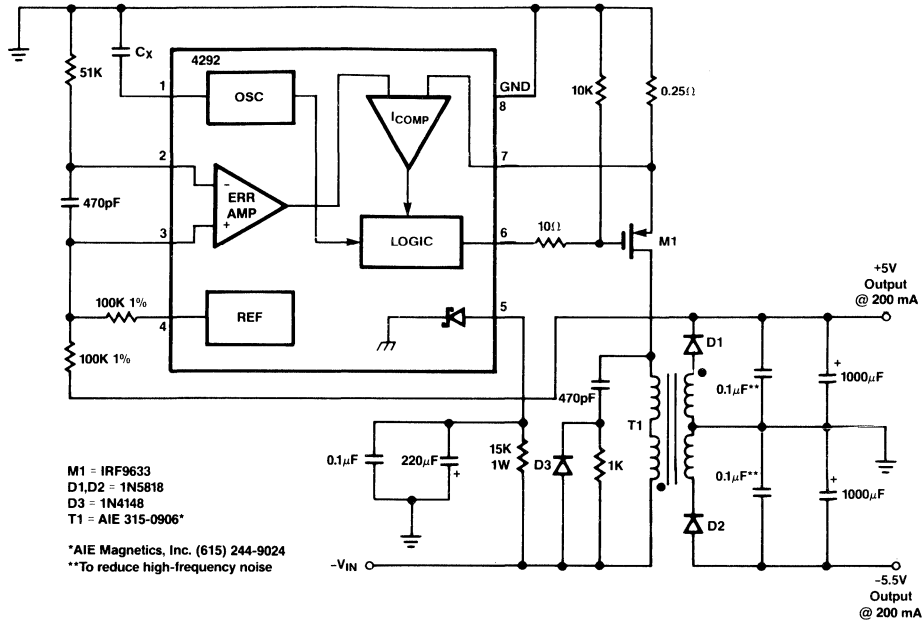 C_X
4292
51K
1
OSC
GND
8
10K
0.25Ω
I_COMP
2
7
−
ERR
AMP
+
470pF
3
LOGIC
6
10Ω
M1
+5V
Output
@ 200 mA
100K 1%
4
REF
5
100K 1%
D1
0.1μF**
+
1000μF
470pF
T1
0.1μF
220μF
+
15K
1W
D3
1K
0.1μF**
+
1000μF
D2
M1 = IRF9633
D1,D2 = 1N5818
D3 = 1N4148
T1 = AIE 315-0906*
*AIE Magnetics, Inc. (615) 244-9024
**To reduce high-frequency noise
−V_IN
−5.5V
Output
@ 200 mA